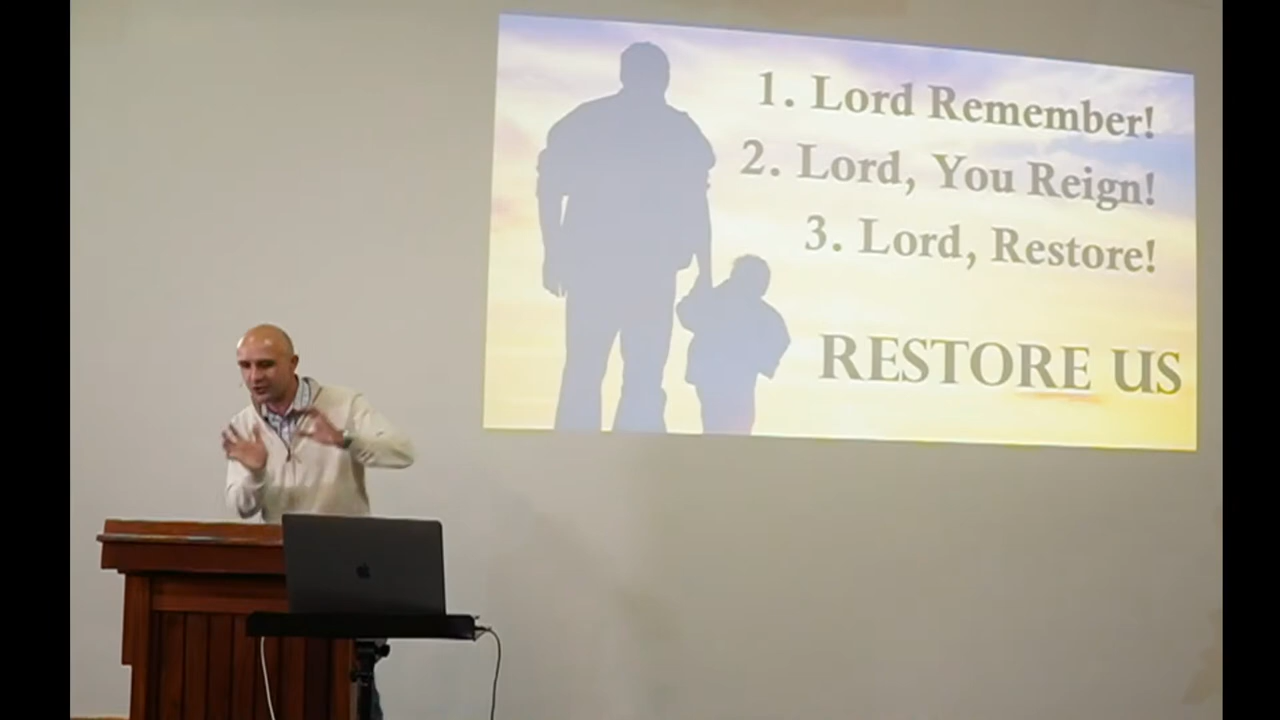 1. Lord Remember!
2. Lord, You Reign!
3. Lord, Restore!
RESTORE US